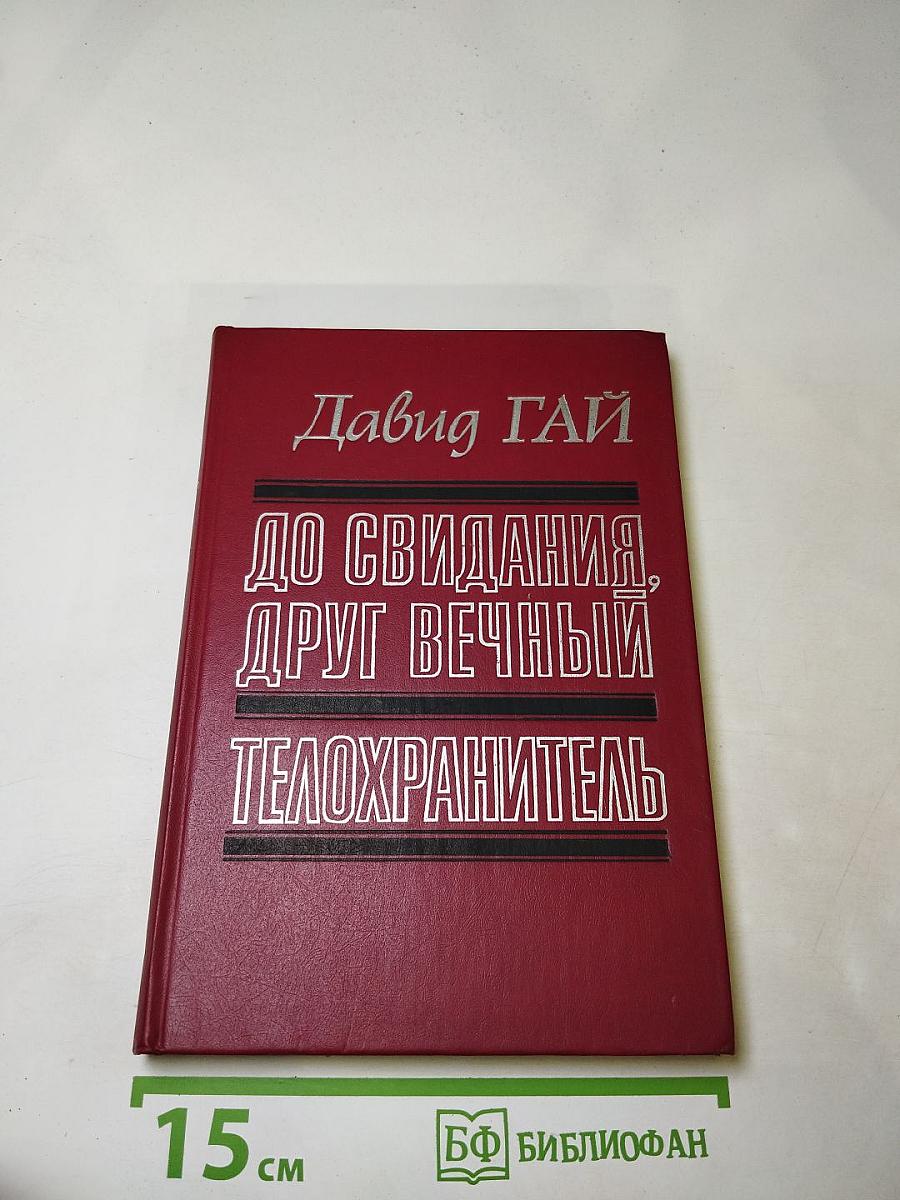 Давид ГАЙ
ДО СВИДАНИЯ,
ДРУГ ВЕЧНЫЙ
ТЕЛОХРАНИТЕЛЬ
15 см
БФ БИБЛИОФАН